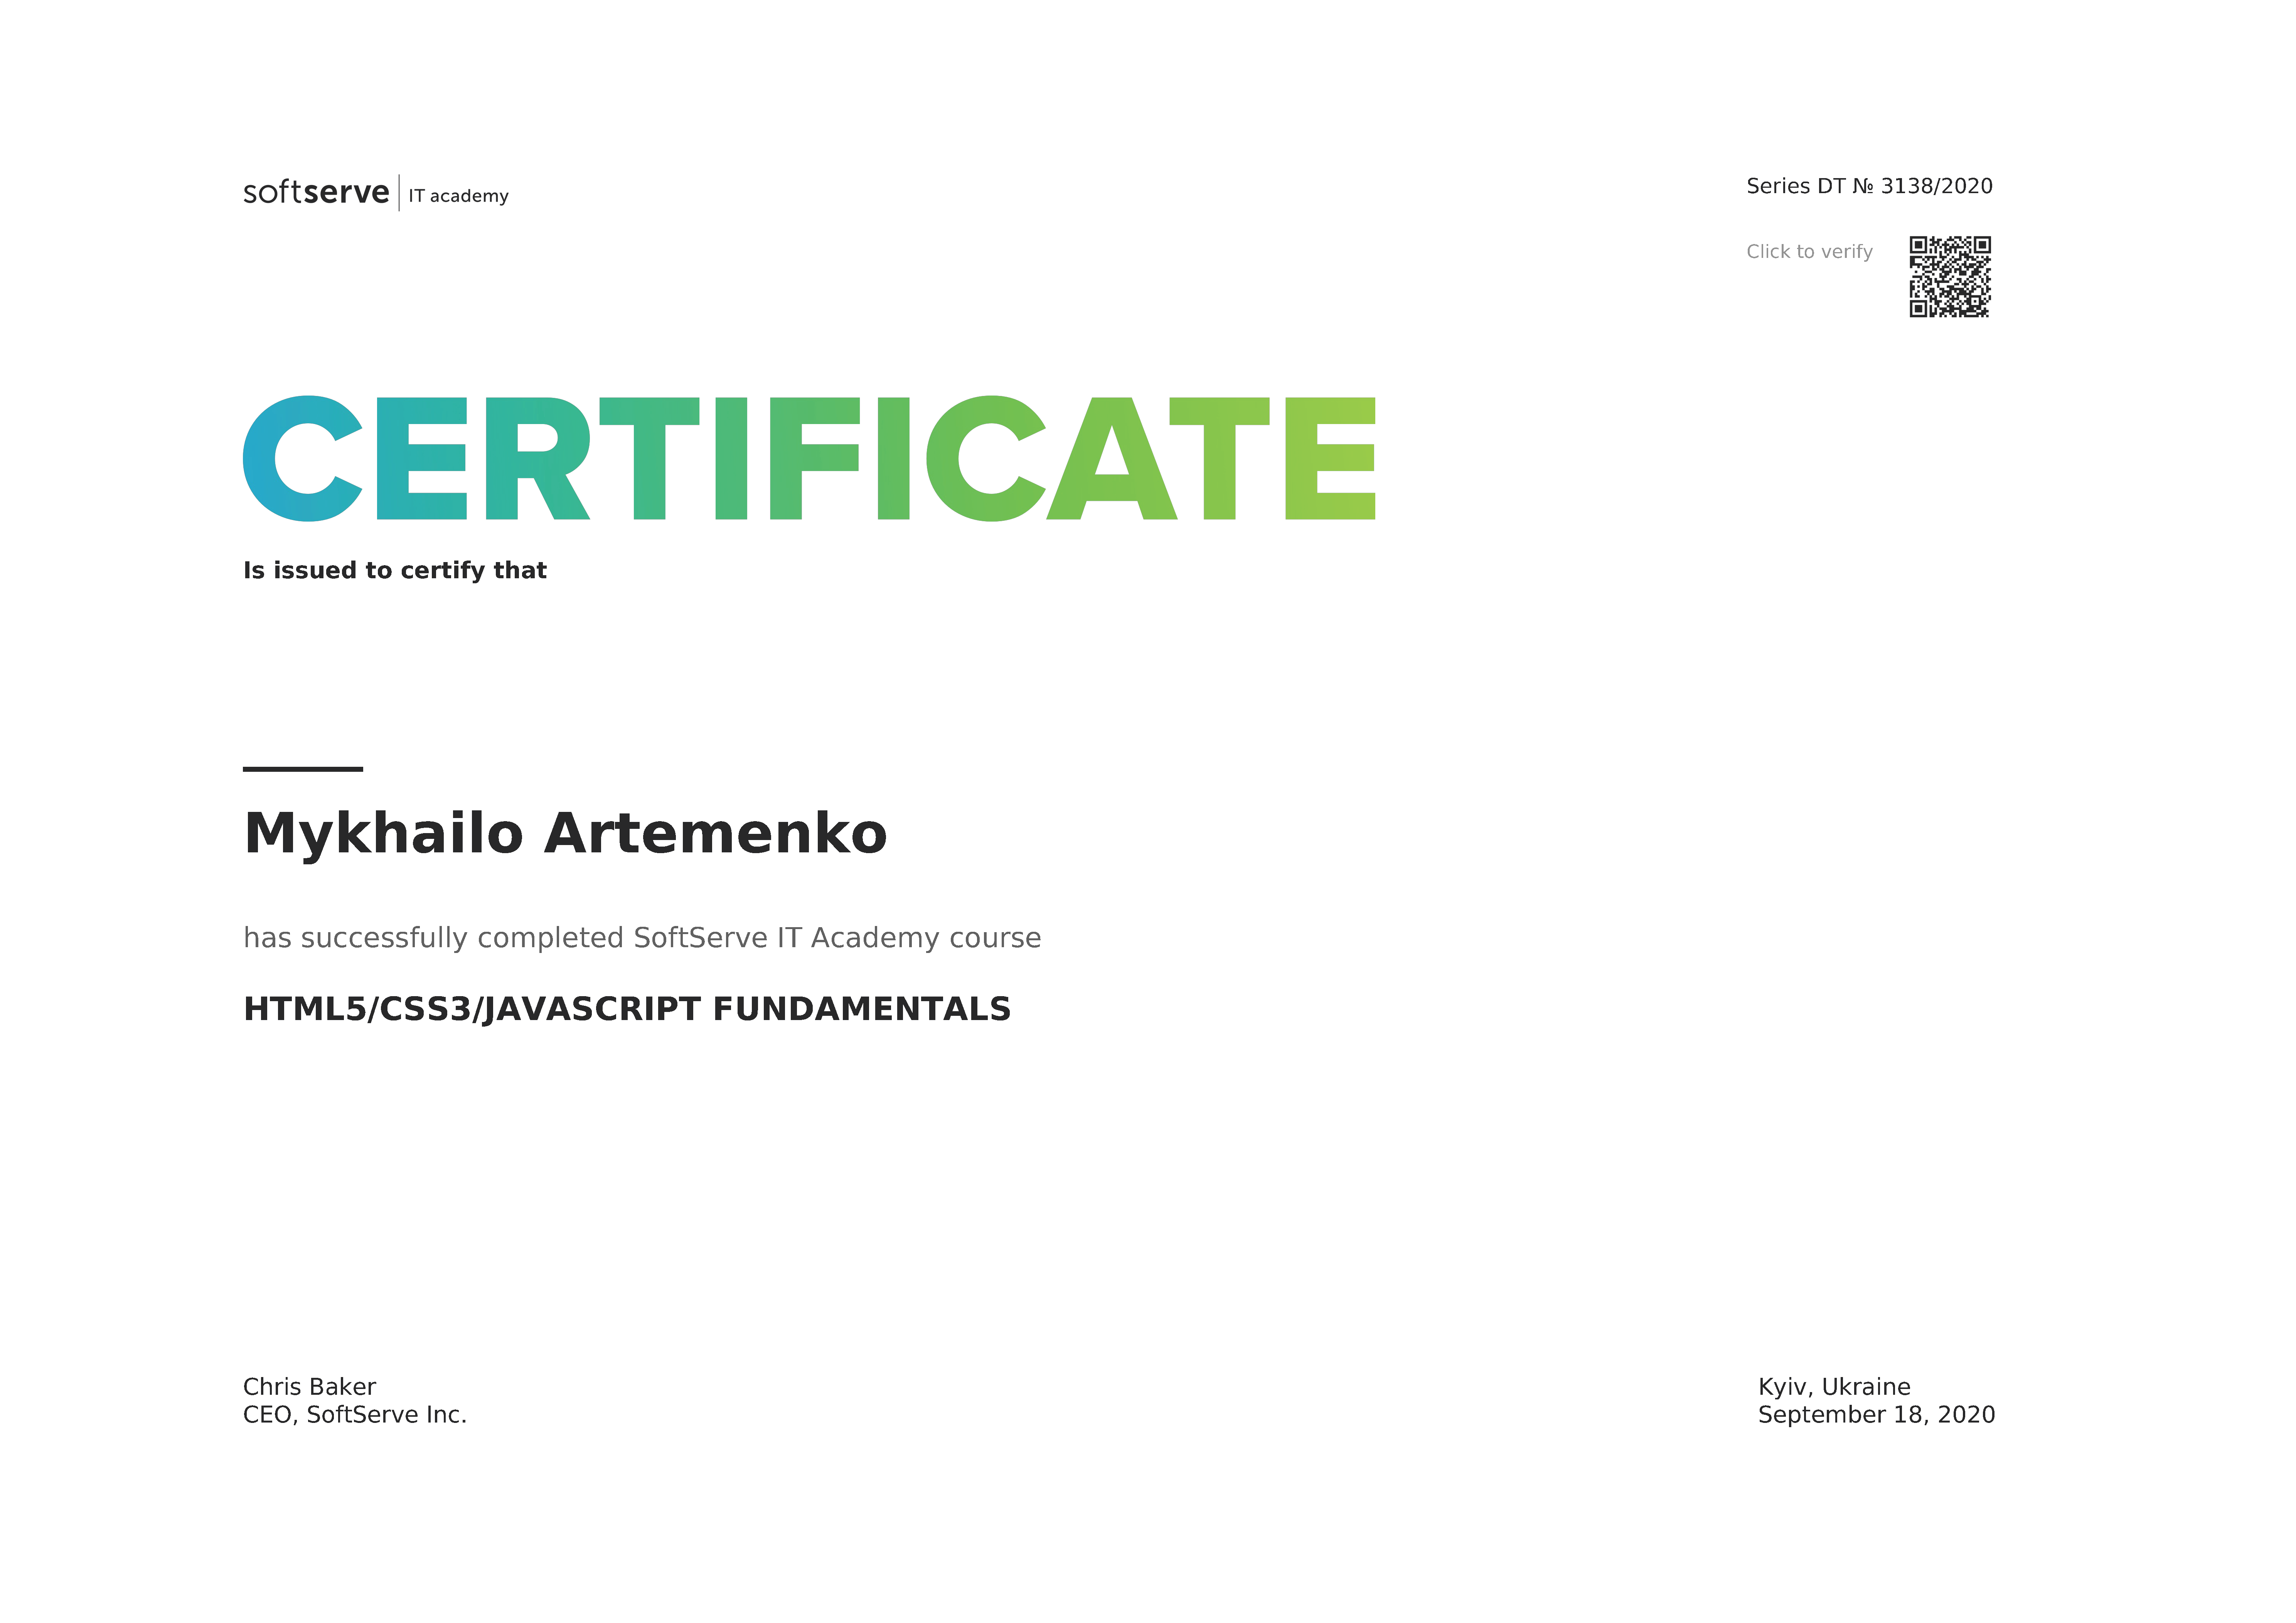 softserve | IT academy
Series DT № 3138/2020
Click to verify
CERTIFICATE
Is issued to certify that
Mykhailo Artemenko
has successfully completed SoftServe IT Academy course
HTML5/CSS3/JAVASCRIPT FUNDAMENTALS
Chris Baker
CEO, SoftServe Inc.
Kyiv, Ukraine
September 18, 2020